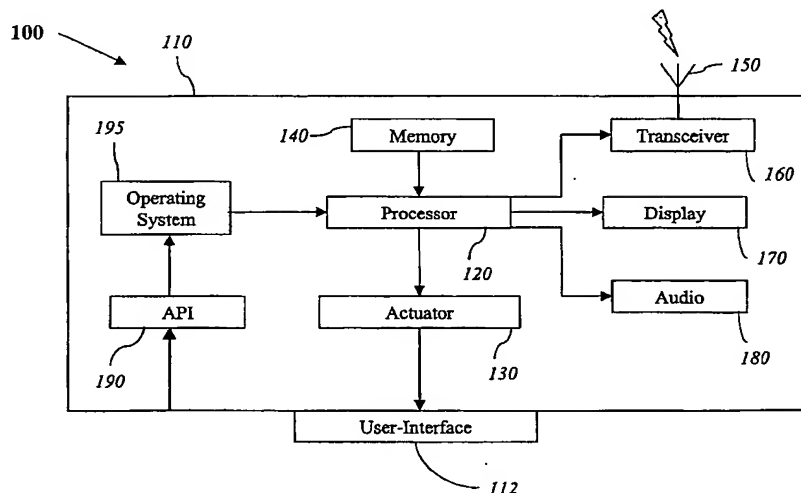 100
110
150
195
140
Memory
Transceiver
160
Operating
System
Processor
120
Display
170
API
190
Actuator
130
Audio
180
User-Interface
112